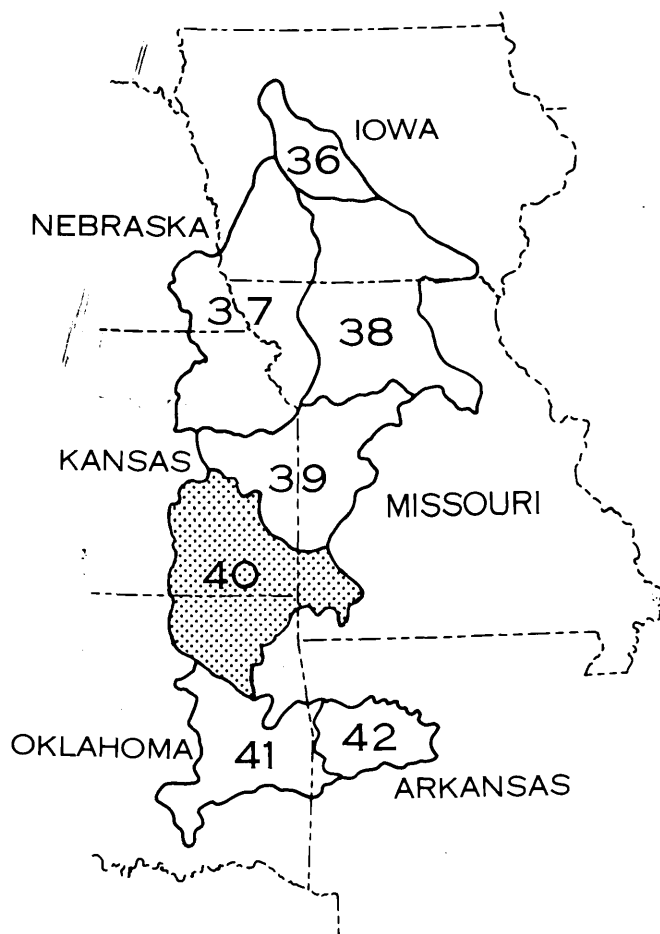 IOWA
36
NEBRASKA
37
38
KANSAS
39
MISSOURI
40
OKLAHOMA
41
42
ARKANSAS